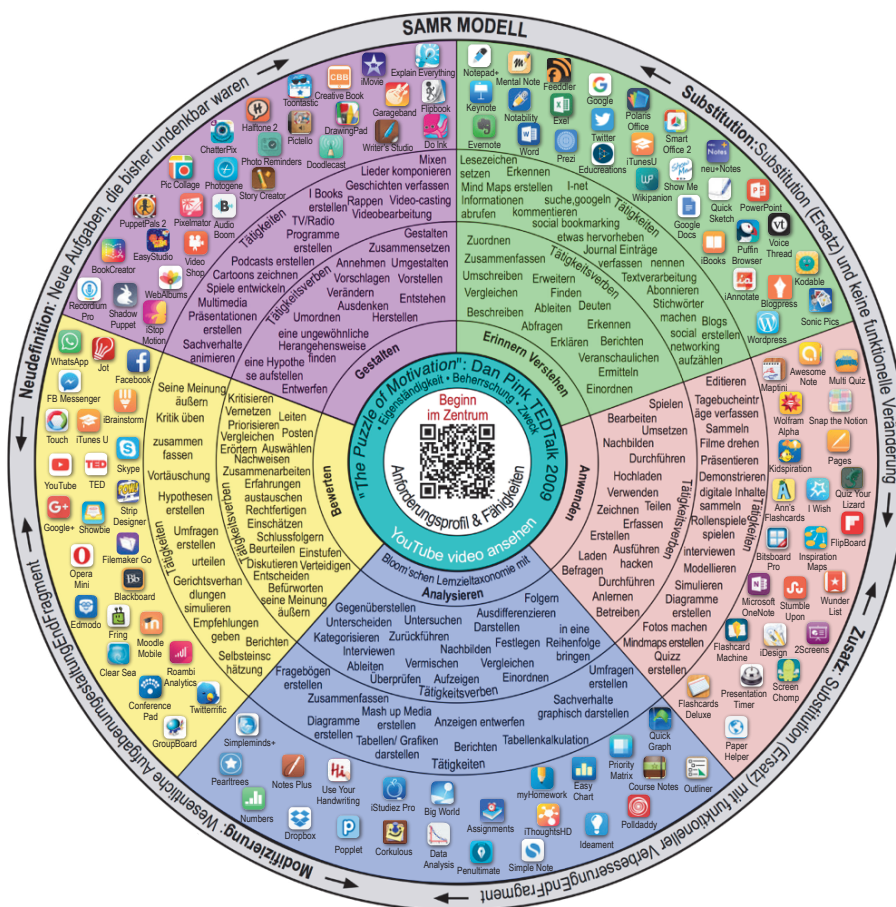 SAMR MODELL
Substitution:Substitution (Ersatz) und keine funktionelle Veränderung
Zusatz: Substitution (Ersatz) mit funktioneller VerbesserungEndFragment
Modifizierung: Wesentliche AufgabenumgestaltungEndFragment
Neudefinition: Neue Aufgaben, die bisher undenkbar waren
"The Puzzle of Motivation": Dan Pink TEDTalk 2009
• Eigenständigkeit • Beherrschung • Zweck
Beginn
im Zentrum
Anforderungsprofil & Fähigkeiten
YouTube video ansehen
Bloom'schen Lernzieltaxonomie mit
Erinnern Verstehen
Notepad+
Mental Note
Feeddler
Google
Keynote
Notability
Exel
Twitter
Polaris
Office
Smart
Office 2
neu+Notes
Evernote
Word
Prezi
Educreations
iTunesU
Wikipanion
Show Me
Quick
Sketch
PowerPoint
Google
Docs
iBooks
Puffin
Browser
Voice
Thread
iAnnotate
Blogpress
Kodable
Wordpress
Sonic Pics
Lesezeichen
setzen
Erkennen
Mind Maps erstellen
I-net
suche,googeln
Informationen
abrufen
kommentieren
social bookmarking
Tätigkeiten
etwas hervorheben
Journal Einträge
verfassen
nennen
Textverarbeitung
Abonnieren
Stichwörter
machen
Blogs
erstellen
social
networking
aufzählen
Zuordnen
Zusammenfassen
Tätigkeitsverben
Umschreiben
Erweitern
Vergleichen
Finden
Ableiten
Deuten
Beschreiben
Abfragen
Erkennen
Erklären
Berichten
Veranschaulichen
Ermitteln
Einordnen
Anwenden
Maptini
Awesome
Note
Multi Quiz
Wolfram
Alpha
Snap the Notion
Kidspiration
Pages
Ann's
Flashcards
I Wish
Quiz Your
Lizard
Bitsboard
Pro
Inspiration
Maps
FlipBoard
Microsoft
OneNote
Stumble
Upon
Wunder
List
Flashcard
Machine
iDesign
2Screens
Flashcards
Deluxe
Presentation
Timer
Screen
Chomp
Paper
Helper
Editieren
Tagebucheint
räge verfassen
Sammeln
Filme drehen
Präsentieren
Demonstrieren
digitale Inhalte
sammeln
Tätigkeiten
Rollenspiele
spielen
interviewen
Modellieren
Simulieren
Diagramme
erstellen
Fotos machen
Mindmaps erstellen
Quizz
erstellen
Spielen
Bearbeiten
Umsetzen
Nachbilden
Durchführen
Hochladen
Verwenden
Zeichnen
Teilen
Tätigkeitsverben
Erfassen
Erstellen
Ausführen
Laden
hacken
Befragen
Durchführen
Anlernen
Betreiben
Analysieren
Folgern
Gegenüberstellen
Untersuchen
Ausdifferenzieren
Unterscheiden
Darstellen
Kategorisieren
Zurückführen
in eine
Reihenfolge
bringen
Interviewen
Nachbilden
Festlegen
Ableiten
Vermischen
Vergleichen
Überprüfen
Aufzeigen
Einordnen
Tätigkeitsverben
Fragebögen
erstellen
Umfragen
erstellen
Zusammenfassen
Sachverhalte
graphisch darstellen
Mash up Media
erstellen
Anzeigen entwerfen
Diagramme
erstellen
Tabellen/ Grafiken
darstellen
Berichten
Tabellenkalkulation
Tätigkeiten
Simpleminds+
Quick
Graph
Pearltrees
Notes Plus
Use Your
Handwriting
iStudiez Pro
Big World
myHomework
Easy
Chart
Priority
Matrix
Course Notes
Outliner
Numbers
Dropbox
Popplet
Corkulous
Data
Analysis
Assignments
iThoughtsHD
Ideament
Polldaddy
Penultimate
Simple Note
Bewerten
Kritisieren
Vernetzen
Leiten
Priorisieren
Vergleichen
Posten
Erörtern
Auswählen
Nachweisen
Zusammenarbeiten
Erfahrungen
austauschen
Rechtfertigen
Einschätzen
Tätigkeitsverben
Schlussfolgern
Beurteilen
Einstufen
Diskutieren
Verteidigen
Entscheiden
Befürworten
seine Meinung
äußern
Seine Meinung
äußern
Kritik über
zusammen
fassen
Vortäuschung
Hypothesen
erstellen
Umfragen
erstellen
Tätigkeiten
urteilen
Gerichtsverhan
dlungen
simulieren
Empfehlungen
geben
Berichten
Selbsteinsc
hätzung
WhatsApp
Jot
Facebook
FB Messenger
iBrainstorm
Touch
iTunes U
Skype
YouTube
TED
Strip
Designer
Google+
Showbie
Filemaker Go
Opera
Mini
Blackboard
Edmodo
Fring
Moodle
Mobile
Clear Sea
Roambi
Analytics
Conference
Pad
Twitterrific
GroupBoard
Gestalten
Explain Everything
iMovie
Creative Book
Toontastic
Garageband
Flipbook
Haftone 2
Pictello
DrawingPad
Writer's Studio
Do Ink
ChatterPix
Photo Reminders
Doodlecast
Pic Collage
Photogene
Story Creator
PuppetPals 2
Pixelmator
Audio
Boom
EasyStudio
Video
Shop
BookCreator
WebAlbums
Recordium
Pro
Shadow
Puppet
iStop
Motion
Mixen
Lieder komponieren
Geschichten verfassen
I Books
erstellen
Rappen
Video-casting
Videobearbeitung
Tätigkeiten
TV/Radio
Programme
erstellen
Podcasts erstellen
Cartoons zeichnen
Spiele entwickeln
Multimedia
Präsentationen
erstellen
Sachverhalte
animieren
Gestalten
Zusammensetzen
Annehmen
Umgestalten
Tätigkeitsverben
Vorschlagen
Vorstellen
Verändern
Ausdenken
Entstehen
Umordnen
Herstellen
eine ungewöhnliche
Herangehensweise
finden
eine Hypothe
se aufstellen
Entwerfen